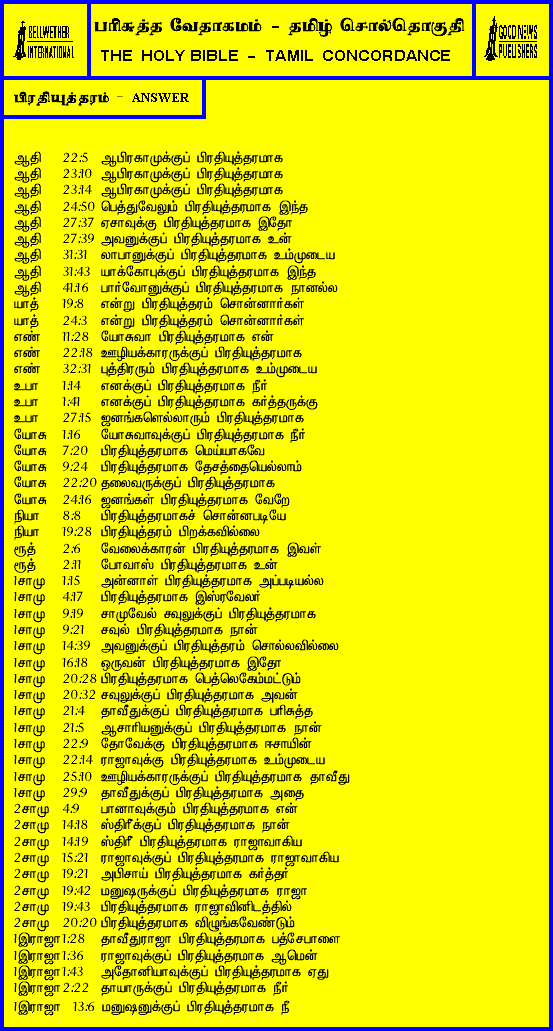 BELLWETHER
INTERNATIONAL
பரிசுத்த வேதாகமம் - தமிழ் சொல்தொகுதி
THE HOLY BIBLE - TAMIL CONCORDANCE
GOOD NEWS
PUBLISHERS
பிரதியுத்தரம் - ANSWER
ஆதி 22:5 ஆபிரகாமுக்குப் பிரதியுத்தரமாக
ஆதி 23:10 ஆபிரகாமுக்குப் பிரதியுத்தரமாக
ஆதி 23:14 ஆபிரகாமுக்குப் பிரதியுத்தரமாக
ஆதி 24:50 பெத்துவேலும் பிரதியுத்தரமாக இந்த
ஆதி 27:37 ஏசாவுக்கு பிரதியுத்தரமாக இதோ
ஆதி 27:39 அவனுக்குப் பிரதியுத்தரமாக உன்
ஆதி 31:31 லாபானுக்குப் பிரதியுத்தரமாக உம்முடைய
ஆதி 31:43 யாக்கோபுக்குப் பிரதியுத்தரமாக இந்த
ஆதி 41:16 பார்வோனுக்குப் பிரதியுத்தரமாக நானல்ல
யாத் 19:8 என்று பிரதியுத்தரம் சொன்னார்கள்
யாத் 24:3 என்று பிரதியுத்தரம் சொன்னார்கள்
எண் 11:28 யோசுவா பிரதியுத்தரமாக என்
எண் 22:18 ஊழியக்காரருக்குப் பிரதியுத்தரமாக
எண் 32:31 புத்திரரும் பிரதியுத்தரமாக உம்முடைய
உபா 1:14 எனக்குப் பிரதியுத்தரமாக நீர்
உபா 1:41 எனக்குப் பிரதியுத்தரமாக கர்த்தருக்கு
உபா 27:15 ஜனங்களெல்லாரும் பிரதியுத்தரமாக
யோசு 1:16 யோசுவாவுக்குப் பிரதியுத்தரமாக நீர்
யோசு 7:20 பிரதியுத்தரமாக மெய்யாகவே
யோசு 9:24 பிரதியுத்தரமாக தேசத்தையெல்லாம்
யோசு 22:20 தலைவருக்குப் பிரதியுத்தரமாக
யோசு 24:16 ஜனங்கள் பிரதியுத்தரமாக வேறே
நியா 8:8 பிரதியுத்தரமாகச் சொன்னபடியே
நியா 19:28 பிரதியுத்தரம் பிறக்கவில்லை
ரூத் 2:6 வேலைக்காரன் பிரதியுத்தரமாக இவள்
ரூத் 2:11 போவாஸ் பிரதியுத்தரமாக உன்
1சாமு 1:15 அன்னாள் பிரதியுத்தரமாக அப்படியல்ல
1சாமு 4:17 பிரதியுத்தரமாக இஸ்ரவேலர்
1சாமு 9:19 சாமுவேல் சவுலுக்குப் பிரதியுத்தரமாக
1சாமு 9:21 சவுல் பிரதியுத்தரமாக நான்
1சாமு 14:39 அவனுக்குப் பிரதியுத்தரம் சொல்லவில்லை
1சாமு 16:18 ஒருவன் பிரதியுத்தரமாக இதோ
1சாமு 20:28 பிரதியுத்தரமாக பெத்லெகேம்மட்டும்
1சாமு 20:32 சவுலுக்குப் பிரதியுத்தரமாக அவன்
1சாமு 21:4 தாவீதுக்குப் பிரதியுத்தரமாக பரிசுத்த
1சாமு 21:5 ஆசாரியனுக்குப் பிரதியுத்தரமாக நான்
1சாமு 22:9 தோவேக்கு பிரதியுத்தரமாக ஈசாயின்
1சாமு 22:14 ராஜாவுக்கு பிரதியுத்தரமாக உம்முடைய
1சாமு 25:10 ஊழியக்காரருக்குப் பிரதியுத்தரமாக தாவீது
1சாமு 29:9 தாவீதுக்குப் பிரதியுத்தரமாக அதை
2சாமு 4:9 பானாவுக்கும் பிரதியுத்தரமாக என்
2சாமு 14:18 ஸ்திரீக்குப் பிரதியுத்தரமாக நான்
2சாமு 14:19 ஸ்திரீ பிரதியுத்தரமாக ராஜாவாகிய
2சாமு 15:21 ராஜாவுக்குப் பிரதியுத்தரமாக ராஜாவாகிய
2சாமு 19:21 அபிசாய் பிரதியுத்தரமாக கர்த்தர்
2சாமு 19:42 மனுஷருக்குப் பிரதியுத்தரமாக ராஜா
2சாமு 19:43 பிரதியுத்தரமாக ராஜாவினிடத்தில்
2சாமு 20:20 பிரதியுத்தரமாக விழுங்கவேண்டும்
1இராஜா 1:28 தாவீதுராஜா பிரதியுத்தரமாக பத்சேபாளை
1இராஜா 1:36 ராஜாவுக்குப் பிரதியுத்தரமாக ஆமென்
1இராஜா 1:43 அதோனியாவுக்குப் பிரதியுத்தரமாக ஏது
1இராஜா 2:22 தாயாருக்குப் பிரதியுத்தரமாக நீர்
1இராஜா 13:6 மனுஷனுக்குப் பிரதியுத்தரமாக நீ